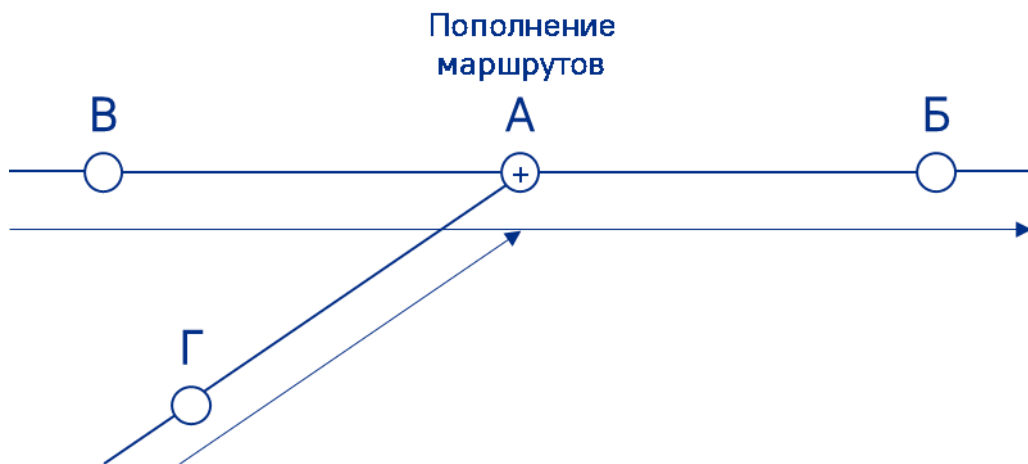 Пополнение
маршрутов
В
А
Б
+
Г